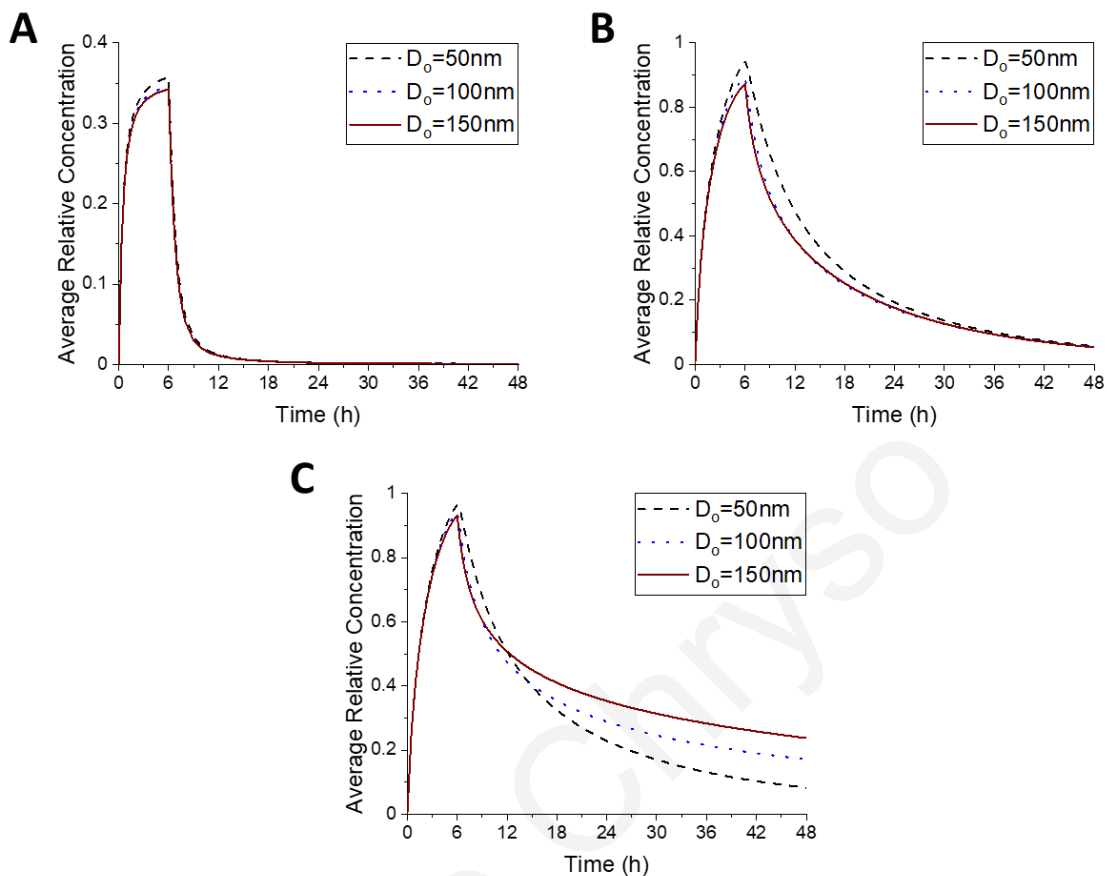 A
0.4
0.3
0.2
0.1
0
0 6 12 18 24 30 36 42 48
Average Relative Concentration
Time (h)
Dₒ=50nm
Dₒ=100nm
Dₒ=150nm
B
1
0.8
0.6
0.4
0.2
0
0 6 12 18 24 30 36 42 48
Average Relative Concentration
Time (h)
Dₒ=50nm
Dₒ=100nm
Dₒ=150nm
C
1
0.8
0.6
0.4
0.2
0
0 6 12 18 24 30 36 42 48
Average Relative Concentration
Time (h)
Dₒ=50nm
Dₒ=100nm
Dₒ=150nm
Chryso